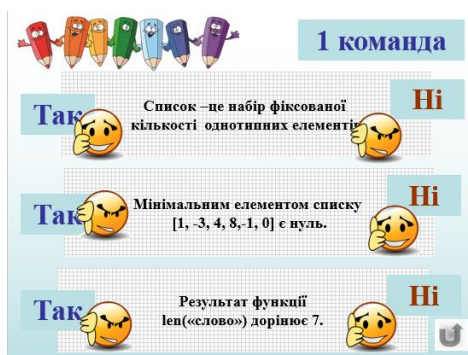 1 команда
Так
Список –це набір фіксованої
кількості однотипних елементів
Ні
Так
Мінімальним елементом списку
[1, -3, 4, 8,-1, 0] є нуль.
Ні
Так
Результат функції
len(«слово») дорінює 7.
Ні